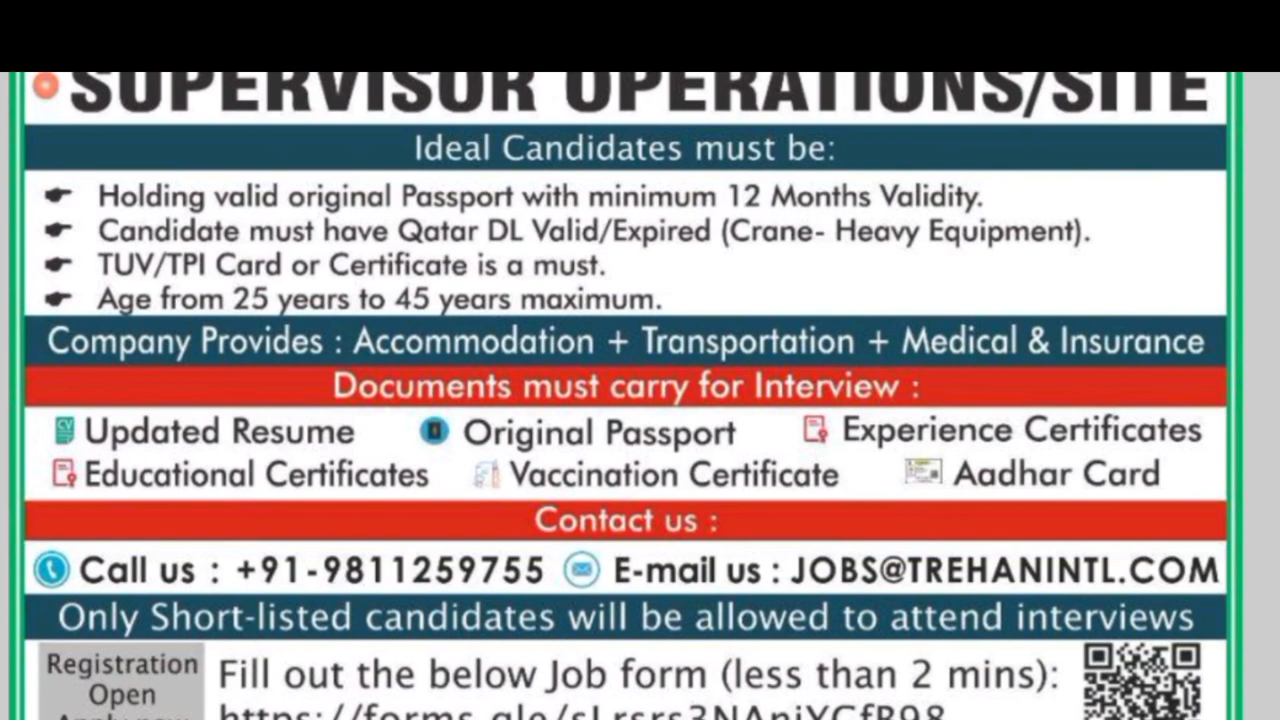 SUPERVISOR OPERATIONS/SITE
Ideal Candidates must be:
Holding valid original Passport with minimum 12 Months Validity.
Candidate must have Qatar DL Valid/Expired (Crane- Heavy Equipment).
TUV/TPI Card or Certificate is a must.
Age from 25 years to 45 years maximum.
Company Provides : Accommodation + Transportation + Medical & Insurance
Documents must carry for Interview :
Updated Resume Original Passport Experience Certificates
Educational Certificates Vaccination Certificate Aadhar Card
Contact us :
Call us : +91-9811259755 E-mail us : JOBS@TREHANINTL.COM
Only Short-listed candidates will be allowed to attend interviews
Registration
Open
Fill out the below Job form (less than 2 mins):